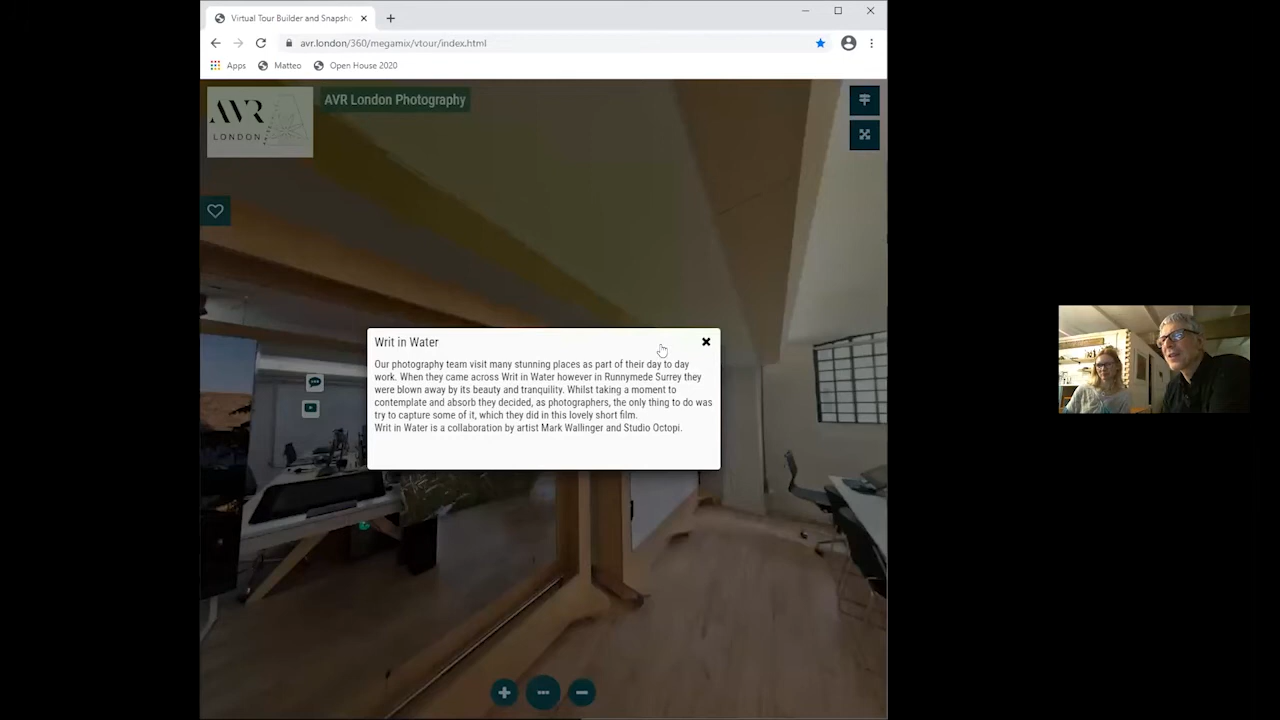 Virtual Tour Builder and Snapsho
avr.london/360/megamix/vtour/index.html
Apps
Matteo
Open House 2020
AVR
LONDON
AVR London Photography
Writ in Water
Our photography team visit many stunning places as part of their day to day
work. When they came across Writ in Water however in Runnymede Surrey they
were blown away by its beauty and tranquility. Whilst taking a moment to
contemplate and absorb they decided, as photographers, the only thing to do was
try to capture some of it, which they did in this lovely short film.
Writ in Water is a collaboration by artist Mark Wallinger and Studio Octopi.